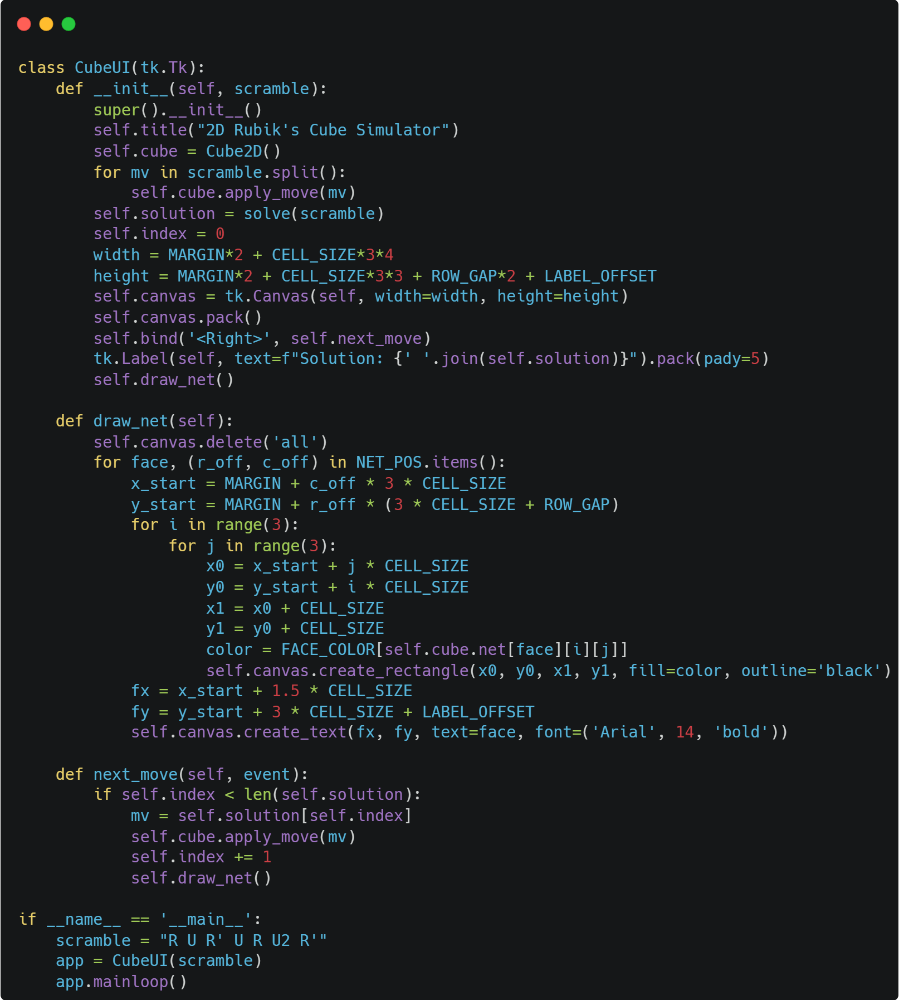 class CubeUI(tk.Tk):
    def __init__(self, scramble):
        super().__init__()
        self.title("2D Rubik's Cube Simulator")
        self.cube = Cube2D()
        for mv in scramble.split():
            self.cube.apply_move(mv)
        self.solution = solve(scramble)
        self.index = 0
        width = MARGIN*2 + CELL_SIZE*3*4
        height = MARGIN*2 + CELL_SIZE*3*3 + ROW_GAP*2 + LABEL_OFFSET
        self.canvas = tk.Canvas(self, width=width, height=height)
        self.canvas.pack()
        self.bind('<Right>', self.next_move)
        tk.Label(self, text=f"Solution: {' '.join(self.solution)}").pack(pady=5)
        self.draw_net()

    def draw_net(self):
        self.canvas.delete('all')
        for face, (r_off, c_off) in NET_POS.items():
            x_start = MARGIN + c_off * 3 * CELL_SIZE
            y_start = MARGIN + r_off * (3 * CELL_SIZE + ROW_GAP)
            for i in range(3):
                for j in range(3):
                    x0 = x_start + j * CELL_SIZE
                    y0 = y_start + i * CELL_SIZE
                    x1 = x0 + CELL_SIZE
                    y1 = y0 + CELL_SIZE
                    color = FACE_COLOR[self.cube.net[face][i][j]]
                    self.canvas.create_rectangle(x0, y0, x1, y1, fill=color, outline='black')
            fx = x_start + 1.5 * CELL_SIZE
            fy = y_start + 3 * CELL_SIZE + LABEL_OFFSET
            self.canvas.create_text(fx, fy, text=face, font=('Arial', 14, 'bold'))

    def next_move(self, event):
        if self.index < len(self.solution):
            mv = self.solution[self.index]
            self.cube.apply_move(mv)
            self.index += 1
            self.draw_net()

if __name__ == '__main__':
    scramble = "R U R' U R U2 R'"
    app = CubeUI(scramble)
    app.mainloop()